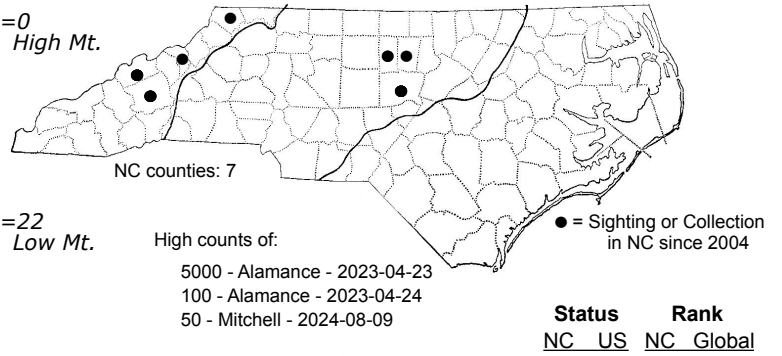 =0
High Mt.
NC counties: 7
=22
Low Mt.
High counts of:
5000 - Alamance - 2023-04-23
100 - Alamance - 2023-04-24
50 - Mitchell - 2024-08-09
● = Sighting or Collection
in NC since 2004
Status Rank
NC US NC Global